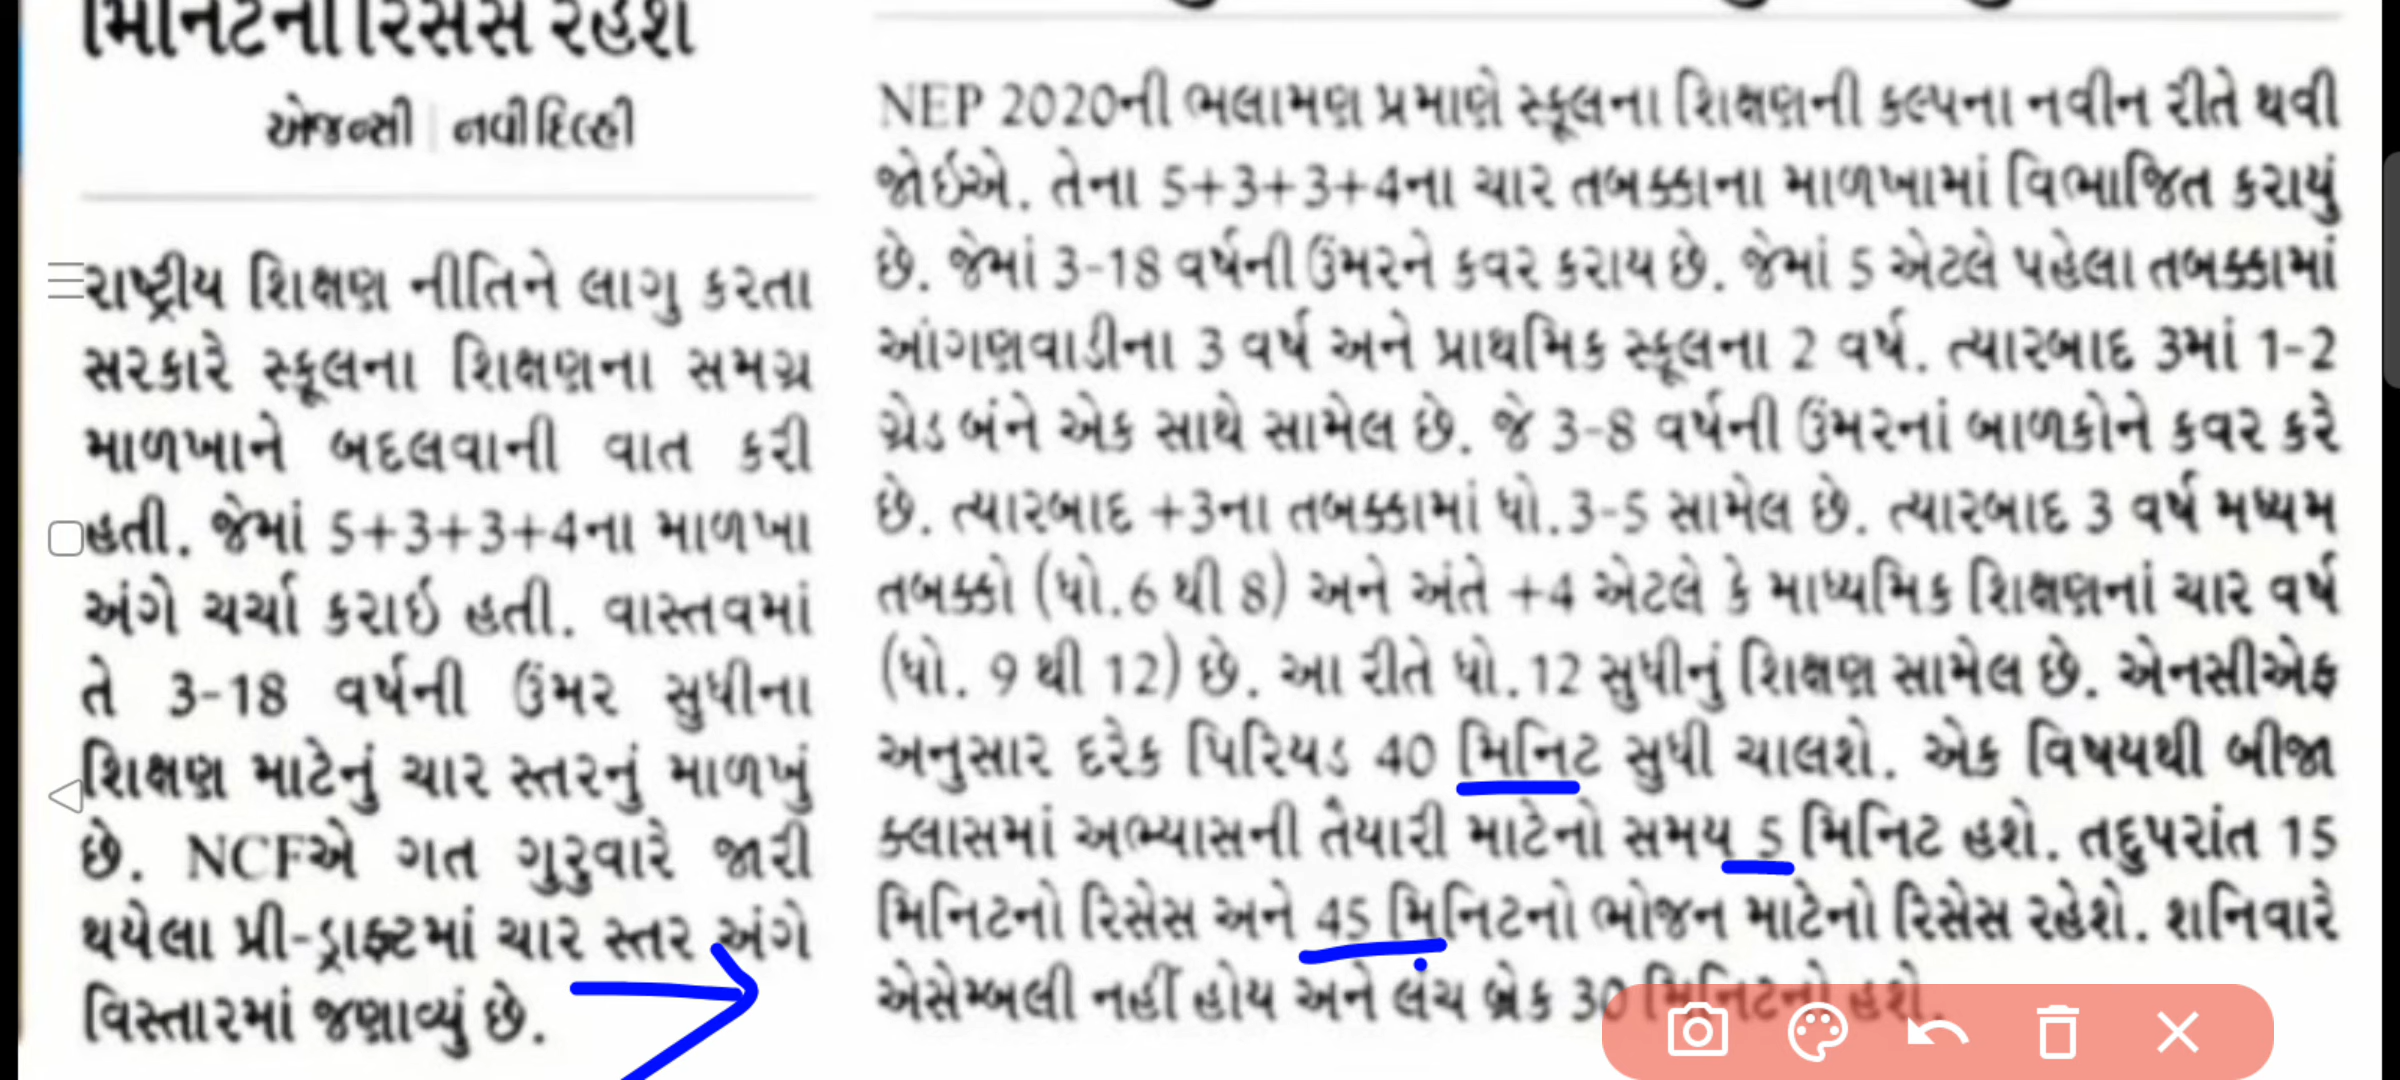 મિનિટનો રિસેસ રહેશે
એજન્સી | નવી દિલ્હી
રાષ્ટ્રીય શિક્ષણ નીતિને લાગુ કરતા
સરકારે સ્કૂલના શિક્ષણના સમગ્ર
માળખાને બદલવાની વાત કરી
હતી. જેમાં 5+3+3+4ના માળખા
અંગે ચર્ચા કરાઇ હતી. વાસ્તવમાં
તે 3-18 વર્ષની ઉંમર સુધીના
શિક્ષણ માટેનું ચાર સ્તરનું માળખું
છે. NCFએ ગત ગુરુવારે જારી
થયેલા પ્રી-ડ્રાફ્ટમાં ચાર સ્તર અંગે
વિસ્તારમાં જણાવ્યું છે.
NEP 2020ની ભલામણ પ્રમાણે સ્કૂલના શિક્ષણની કલ્પના નવીન રીતે થવી
જોઈએ. તેના 5+3+3+4ના ચાર તબક્કાના માળખામાં વિભાજિત કરાયું
છે. જેમાં 3-18 વર્ષની ઉંમરને કવર કરાય છે. જેમાં 5 એટલે પહેલા તબક્કામાં
આંગણવાડીના 3 વર્ષ અને પ્રાથમિક સ્કૂલના 2 વર્ષ. ત્યારબાદ 3માં 1-2
ગ્રેડ બંને એક સાથે સામેલ છે. જે 3-8 વર્ષની ઉંમરનાં બાળકોને કવર કરે
છે. ત્યારબાદ +3ના તબક્કામાં ધો.3-5 સામેલ છે. ત્યારબાદ 3 વર્ષ મધ્યમ
તબક્કો (ધો.6 થી 8) અને અંતે +4 એટલે કે માધ્યમિક શિક્ષણનાં ચાર વર્ષ
(ધો. 9 થી 12) છે. આ રીતે ધો.12 સુધીનું શિક્ષણ સામેલ છે. એનસીએફ
અનુસાર દરેક પિરિયડ 40 મિનિટ સુધી ચાલશે. એક વિષયથી બીજા
ક્લાસમાં અભ્યાસની તૈયારી માટેનો સમય 5 મિનિટ હશે. તદુપરાંત 15
મિનિટનો રિસેસ અને 45 મિનિટનો ભોજન માટેનો રિસેસ રહેશે. શનિવારે
એસેમ્બલી નહીં હોય અને લંચ બ્રેક 30 મિનિટનો હશે.